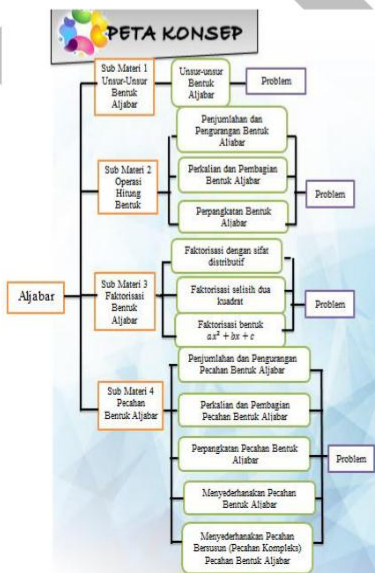 PETA KONSEP
Sub Materi 1
Unsur-Unsur
Bentuk
Aljabar
Unsur-unsur
Bentuk
Aljabar
Problem
Sub Materi 2
Operasi
Hitung
Bentuk
Penjumlahan dan
Pengurangan Bentuk
Aljabar
Perkalian dan Pembagian
Bentuk Aljabar
Perpangkatan Bentuk
Aljabar
Problem
Aljabar
Sub Materi 3
Faktorisasi
Bentuk
Aljabar
Faktorisasi dengan sifat
distributif
Faktorisasi selisih dua
kuadrat
Faktorisasi bentuk
ax² + bx + c
Problem
Sub Materi 4
Pecahan
Bentuk Aljabar
Penjumlahan dan Pengurangan
Pecahan Bentuk Aljabar
Perkalian dan Pembagian
Pecahan Bentuk Aljabar
Perpangkatan Pecahan Bentuk
Aljabar
Menyederhanakan Pecahan
Bentuk Aljabar
Menyederhanakan Pecahan
Bersusun (Pecahan Kompleks)
Pecahan Bentuk Aljabar
Problem